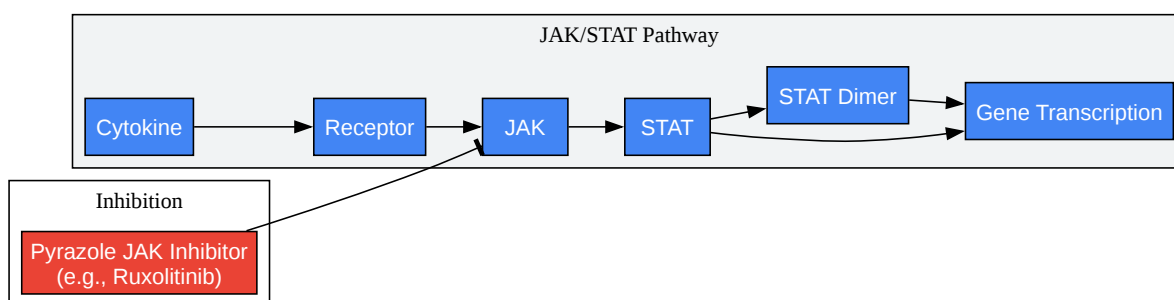 JAK/STAT Pathway
Cytokine
Receptor
JAK
STAT
STAT Dimer
Gene Transcription
Inhibition
Pyrazole JAK Inhibitor
(e.g., Ruxolitinib)